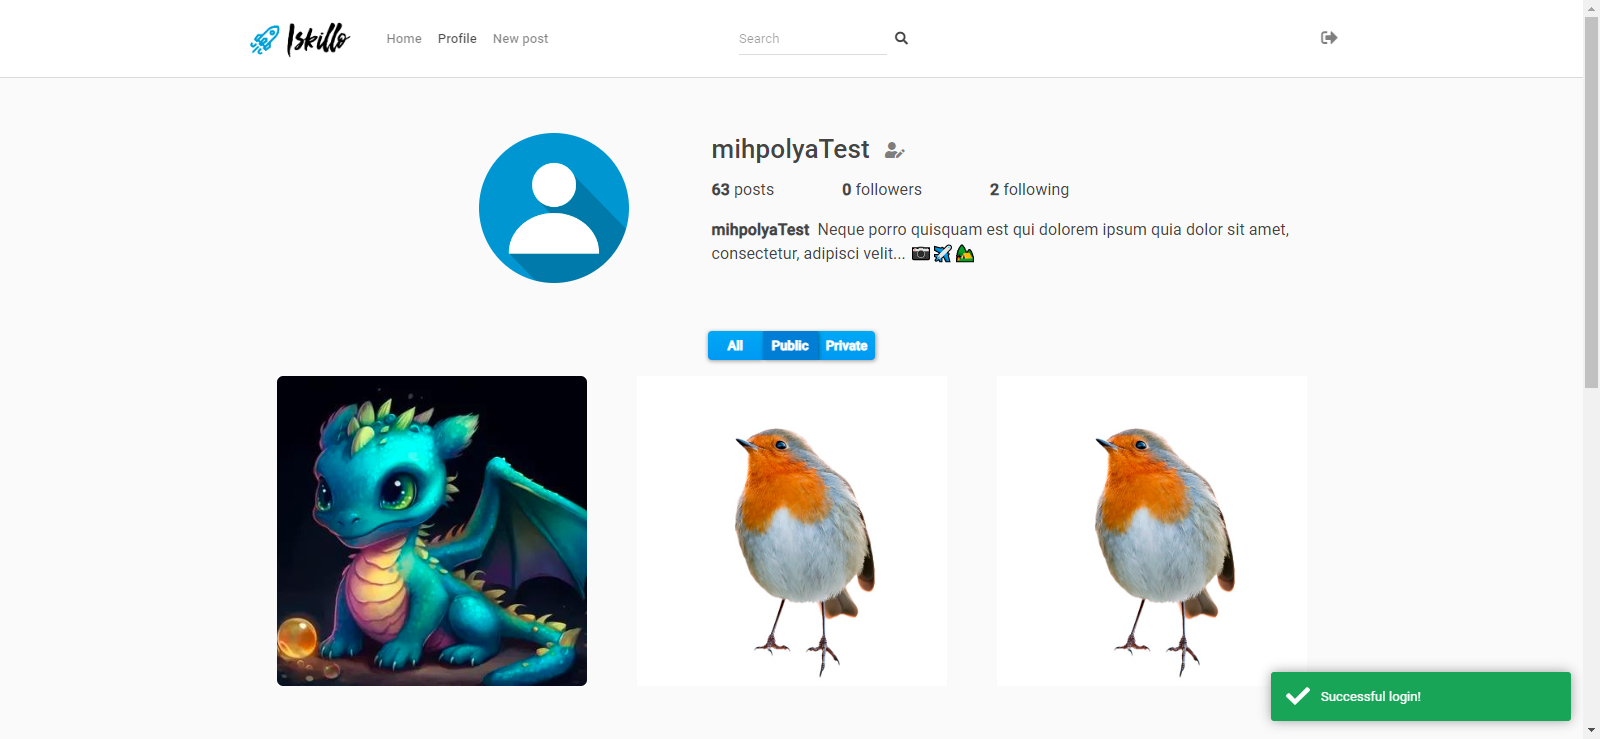 Iskillo
Home Profile New post
Search
mihpolyaTest
63 posts 0 followers 2 following
mihpolyaTest Neque porro quisquam est qui dolorem ipsum quia dolor sit amet,
consectetur, adipisci velit... 📷✈️🏕️
All Public Private
Successful login!